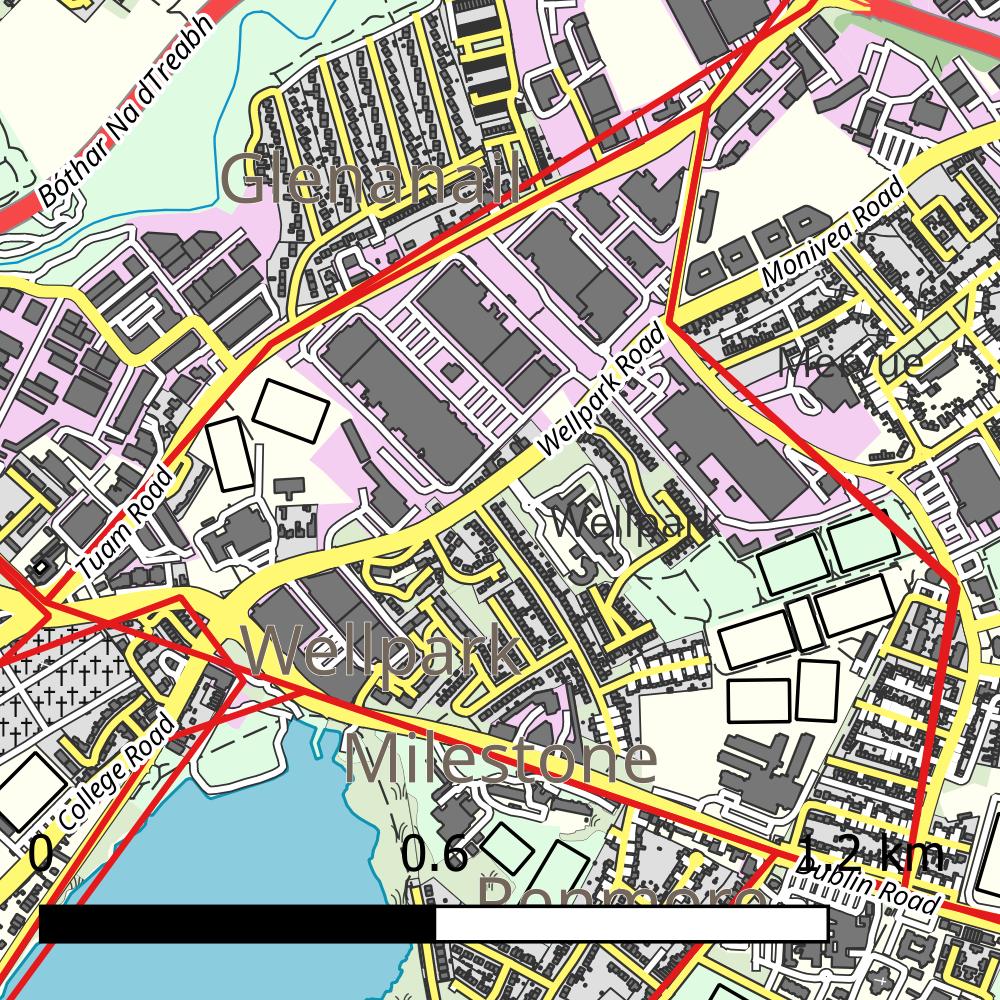 Bóthar Na dTreabh
Glenanail
Monivea Road
Mervue
Wellpark Road
Wellpark
Tuam Road
Wellpark
College Road
Milestone
0 0.6 1.2 km
Dublin Road
Renmore